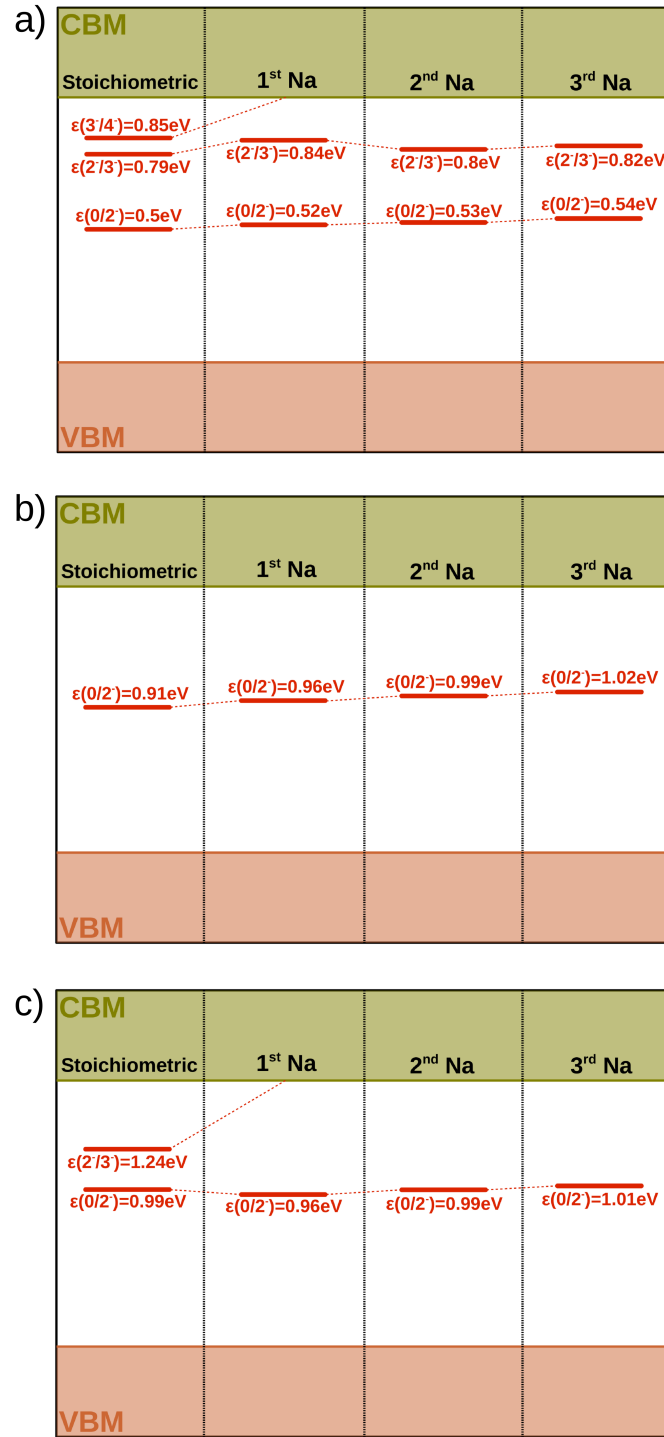 a)
CBM
Stoichiometric 1st Na 2nd Na 3rd Na
ε(3⁻/4⁻)=0.85eV
ε(2⁻/3⁻)=0.79eV ε(2⁻/3⁻)=0.84eV ε(2⁻/3⁻)=0.8eV ε(2⁻/3⁻)=0.82eV
ε(0/2⁻)=0.5eV ε(0/2⁻)=0.52eV ε(0/2⁻)=0.53eV ε(0/2⁻)=0.54eV
VBM
b)
CBM
Stoichiometric 1st Na 2nd Na 3rd Na
ε(0/2⁻)=0.91eV ε(0/2⁻)=0.96eV ε(0/2⁻)=0.99eV ε(0/2⁻)=1.02eV
VBM
c)
CBM
Stoichiometric 1st Na 2nd Na 3rd Na
ε(2⁻/3⁻)=1.24eV
ε(0/2⁻)=0.99eV ε(0/2⁻)=0.96eV ε(0/2⁻)=0.99eV ε(0/2⁻)=1.01eV
VBM